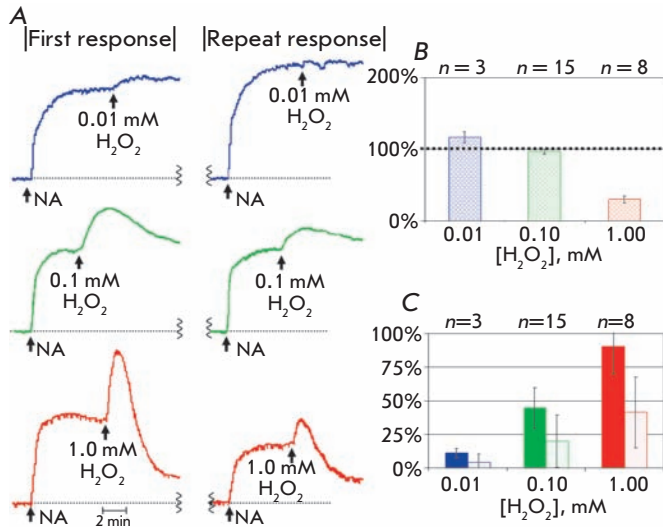 A
|First response| |Repeat response|
0.01 mM
H₂O₂
NA
0.01 mM
H₂O₂
NA
0.1 mM
H₂O₂
NA
0.1 mM
H₂O₂
NA
1.0 mM
H₂O₂
NA
2 min
1.0 mM
H₂O₂
NA
B
n = 3 n = 15 n = 8
200%
100%
0%
0.01 0.10 1.00
[H₂O₂], mM
C
n=3 n=15 n=8
100%
75%
50%
25%
0%
0.01 0.10 1.00
[H₂O₂], mM